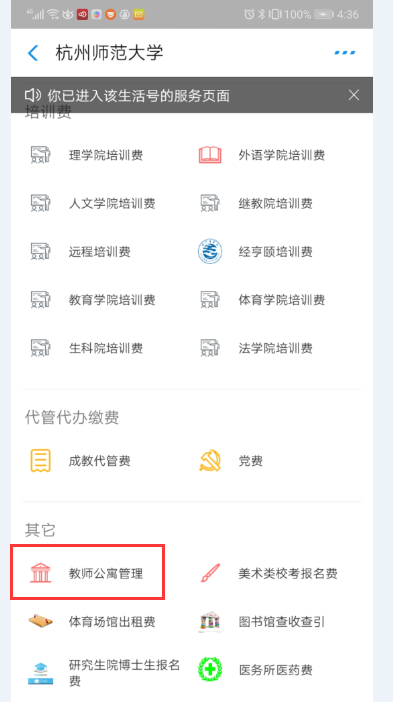 100% 4:36
杭州师范大学
你已进入该生活号的服务页面
培训费
理学院培训费 外语学院培训费
人文学院培训费 继教院培训费
远程培训费 经亨颐培训费
教育学院培训费 体育学院培训费
生科院培训费 法学院培训费
代管代办缴费
成教代管费 党费
其它
教师公寓管理 美术类校考报名费
体育场馆出租费 图书馆查收查引
研究生院博士生报名 医务所医药费
费